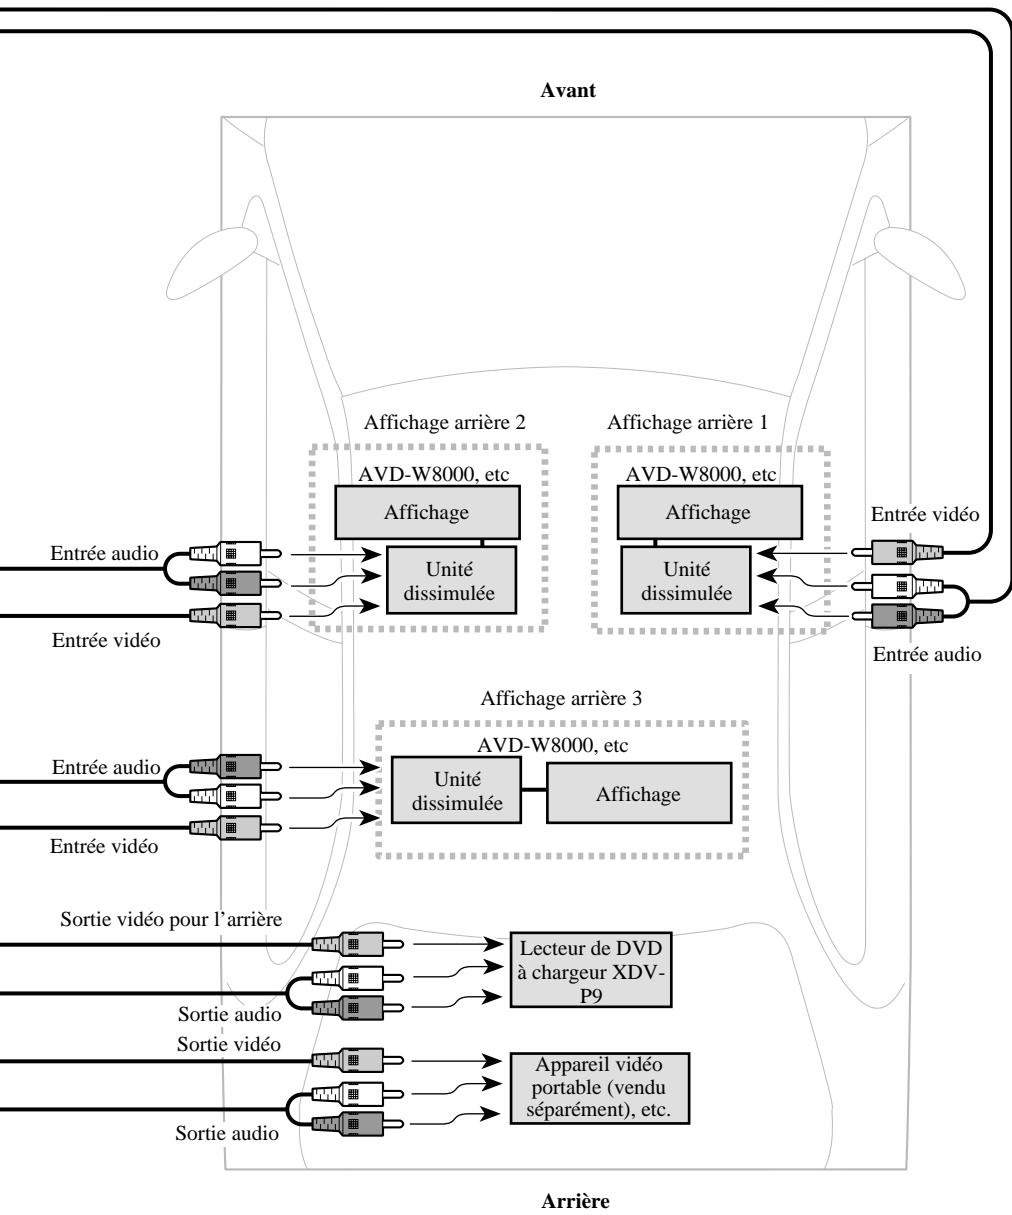 Avant
Affichage arrière 2
Affichage arrière 1
AVD-W8000, etc
AVD-W8000, etc
Affichage
Affichage
Entrée vidéo
Entrée audio
Unité
dissimulée
Unité
dissimulée
Entrée vidéo
Entrée audio
Affichage arrière 3
AVD-W8000, etc
Entrée audio
Unité
dissimulée
Affichage
Entrée vidéo
Sortie vidéo pour l'arrière
Lecteur de DVD
à chargeur XDV-
P9
Sortie audio
Sortie vidéo
Appareil vidéo
portable (vendu
séparément), etc.
Sortie audio
Arrière